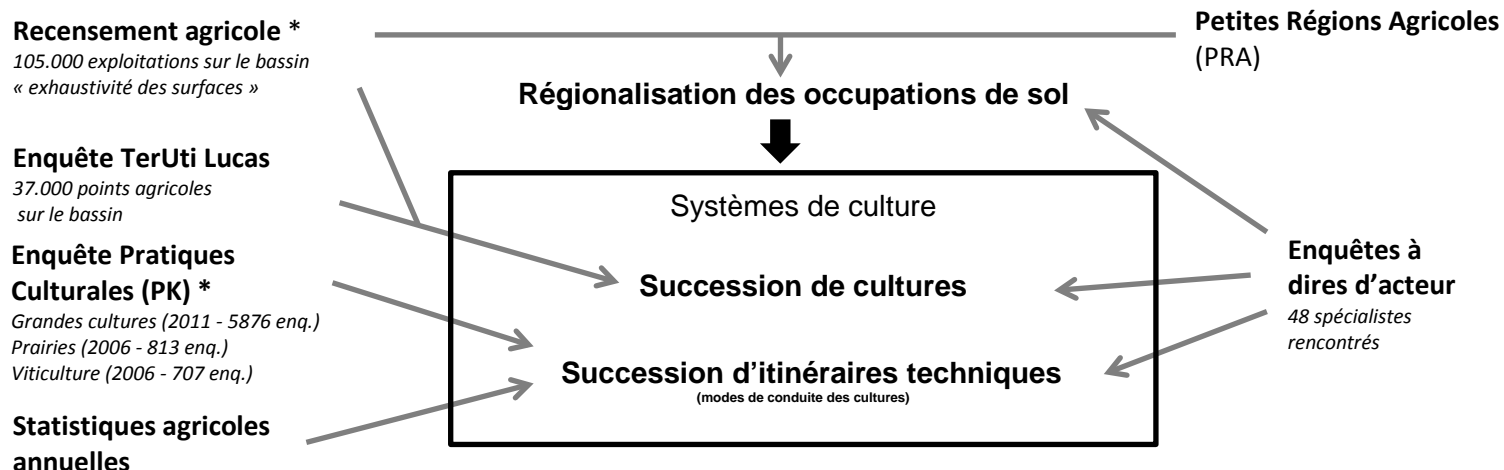 Recensement agricole *
105.000 exploitations sur le bassin
« exhaustivité des surfaces »
Petites Régions Agricoles
(PRA)
Régionalisation des occupations de sol
Enquête TerUti Lucas
37.000 points agricoles
sur le bassin
Systèmes de culture
Enquête Pratiques
Culturales (PK) *
Grandes cultures (2011 - 5876 enq.)
Prairies (2006 - 813 enq.)
Viticulture (2006 - 707 enq.)
Succession de cultures
Enquêtes à
dires d’acteur
48 spécialistes
rencontrés
Succession d’itinéraires techniques
(modes de conduite des cultures)
Statistiques agricoles
annuelles